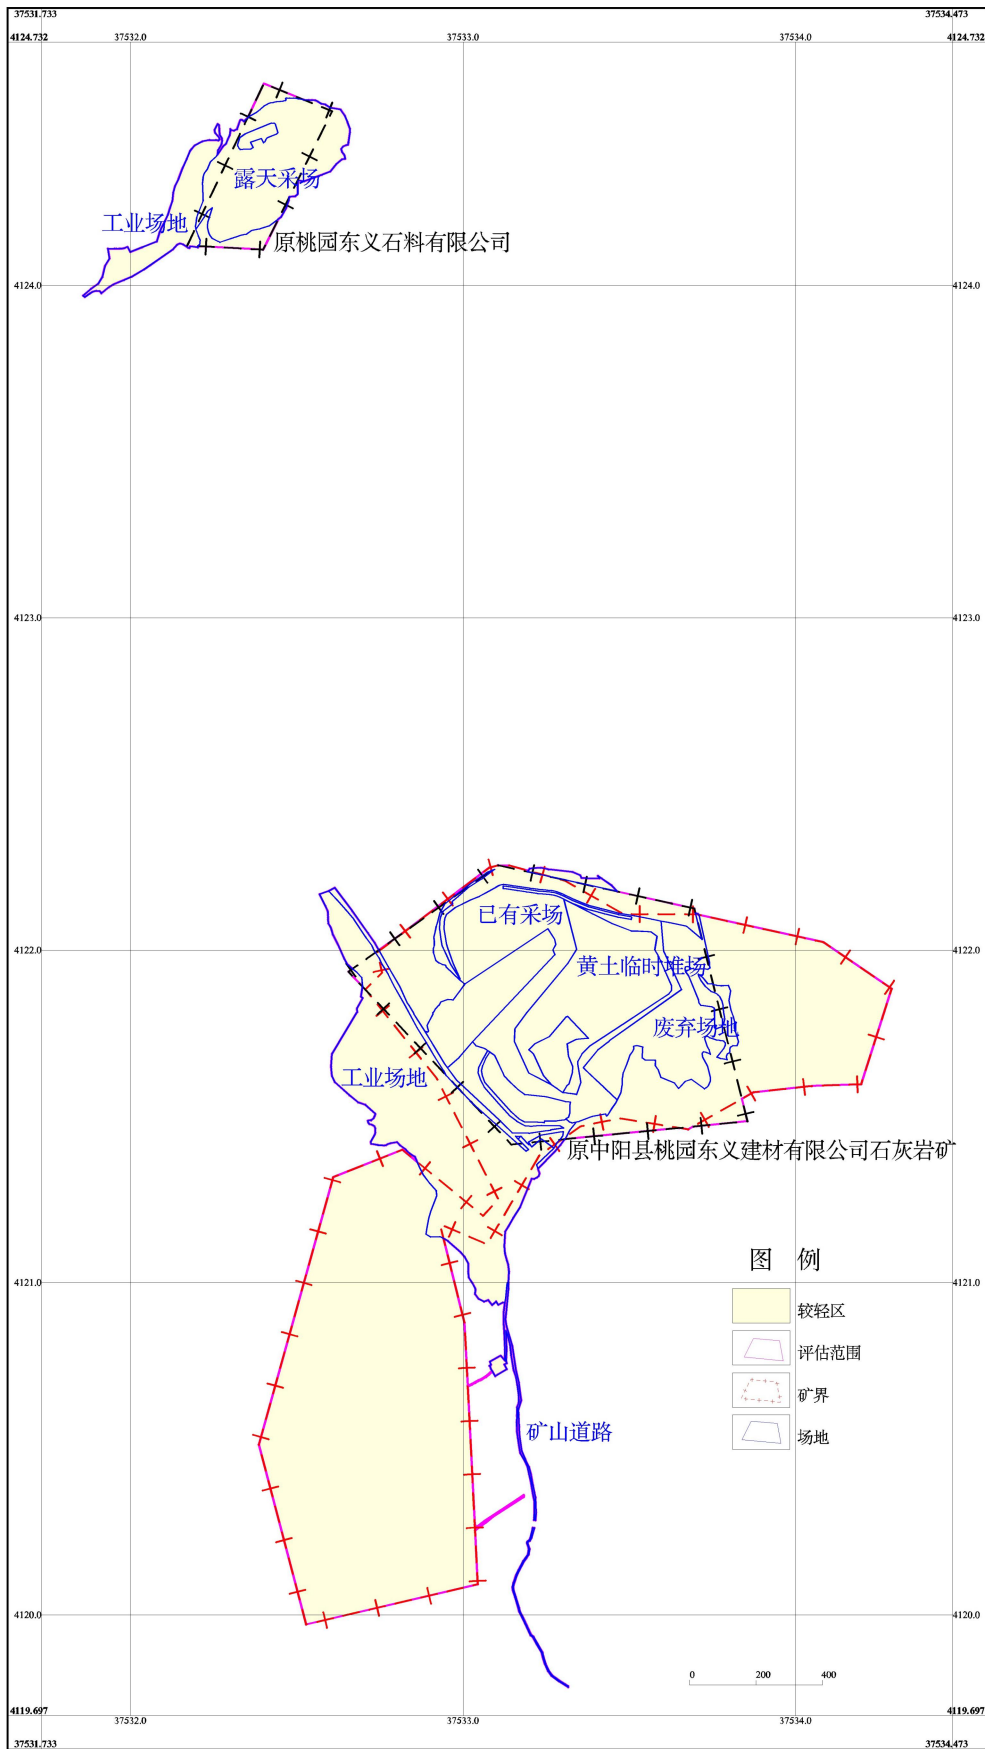 37531.733 37534.473
4124.732 37532.0 37533.0 37534.0 4124.732
露天采场
工业场地
原桃园东义石料有限公司
4124.0 4124.0
4123.0 4123.0
已有采场
4122.0 4122.0
黄土临时堆场
废弃场地
工业场地
原中阳县桃园东义建材有限公司石灰岩矿
图 例
4121.0 4121.0
较轻区
评估范围
矿界
矿山道路
场地
4120.0 4120.0
0 200 400
4119.697 4119.697
37532.0 37533.0 37534.0
37531.733 37534.473